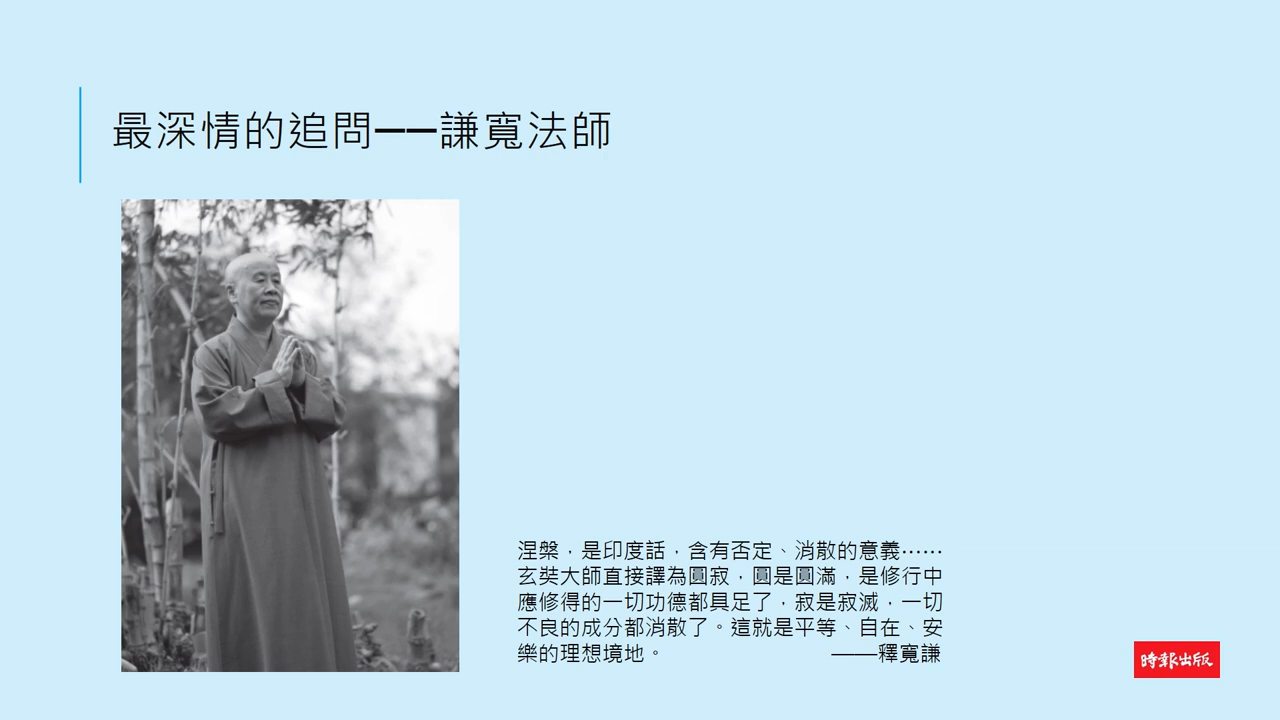 最深情的追問——謙寬法師
涅槃，是印度話，含有否定、消散的意義……
玄奘大師直接譯為圓寂，圓是圓滿，是修行中
應修得的一切功德都具足了，寂是寂滅，一切
不良的成分都消散了。這就是平等、自在、安
樂的理想境地。 ——釋寬謙
時報出版